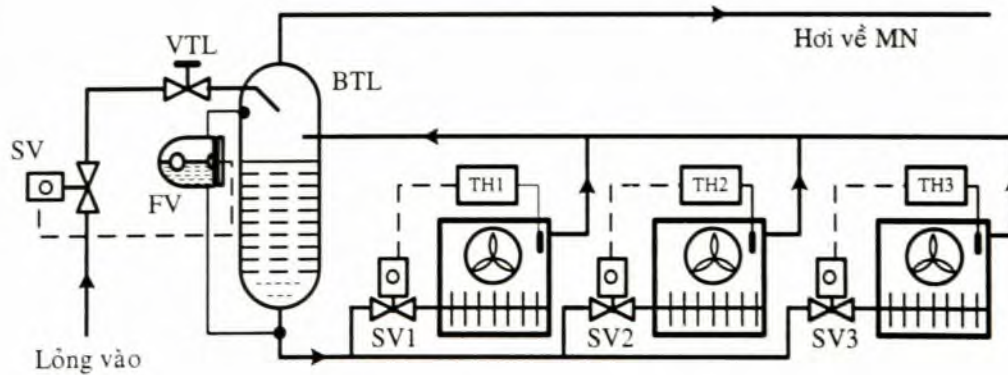 VTL
BTL
Hơi về MN
SV
FV
TH1
TH2
TH3
SV1
SV2
SV3
Lỏng vào